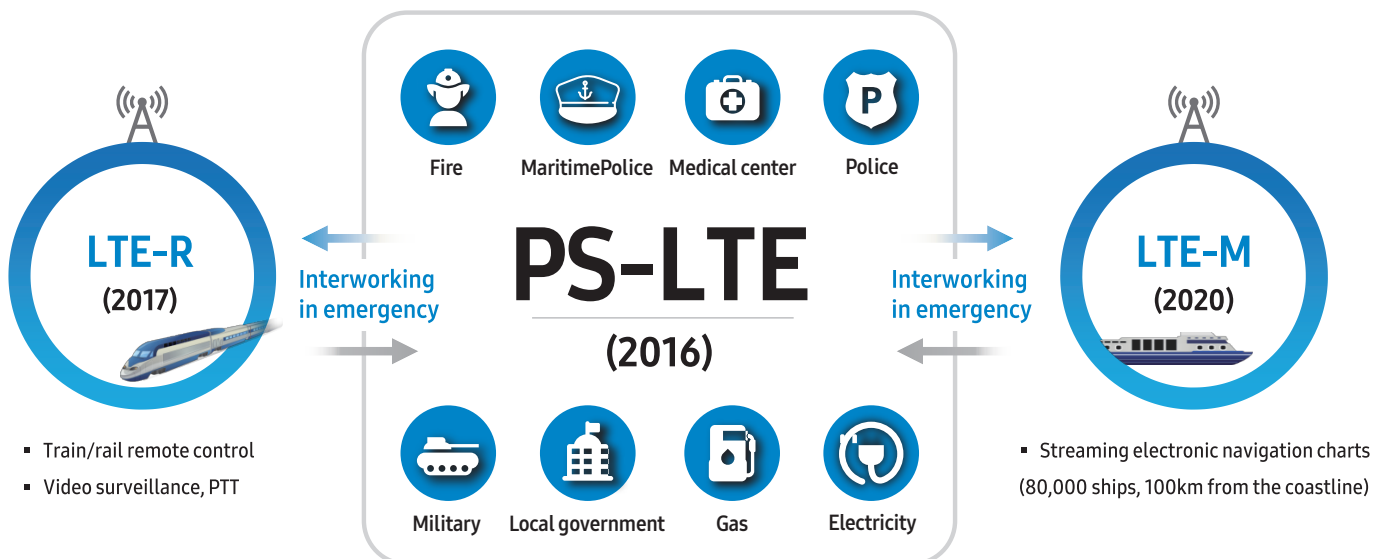 Fire
MaritimePolice
Medical center
Police
P
LTE-R
(2017)
Interworking
in emergency
PS-LTE
(2016)
Interworking
in emergency
LTE-M
(2020)
▪ Train/rail remote control
▪ Video surveillance, PTT
Military
Local government
Gas
Electricity
▪ Streaming electronic navigation charts
(80,000 ships, 100km from the coastline)